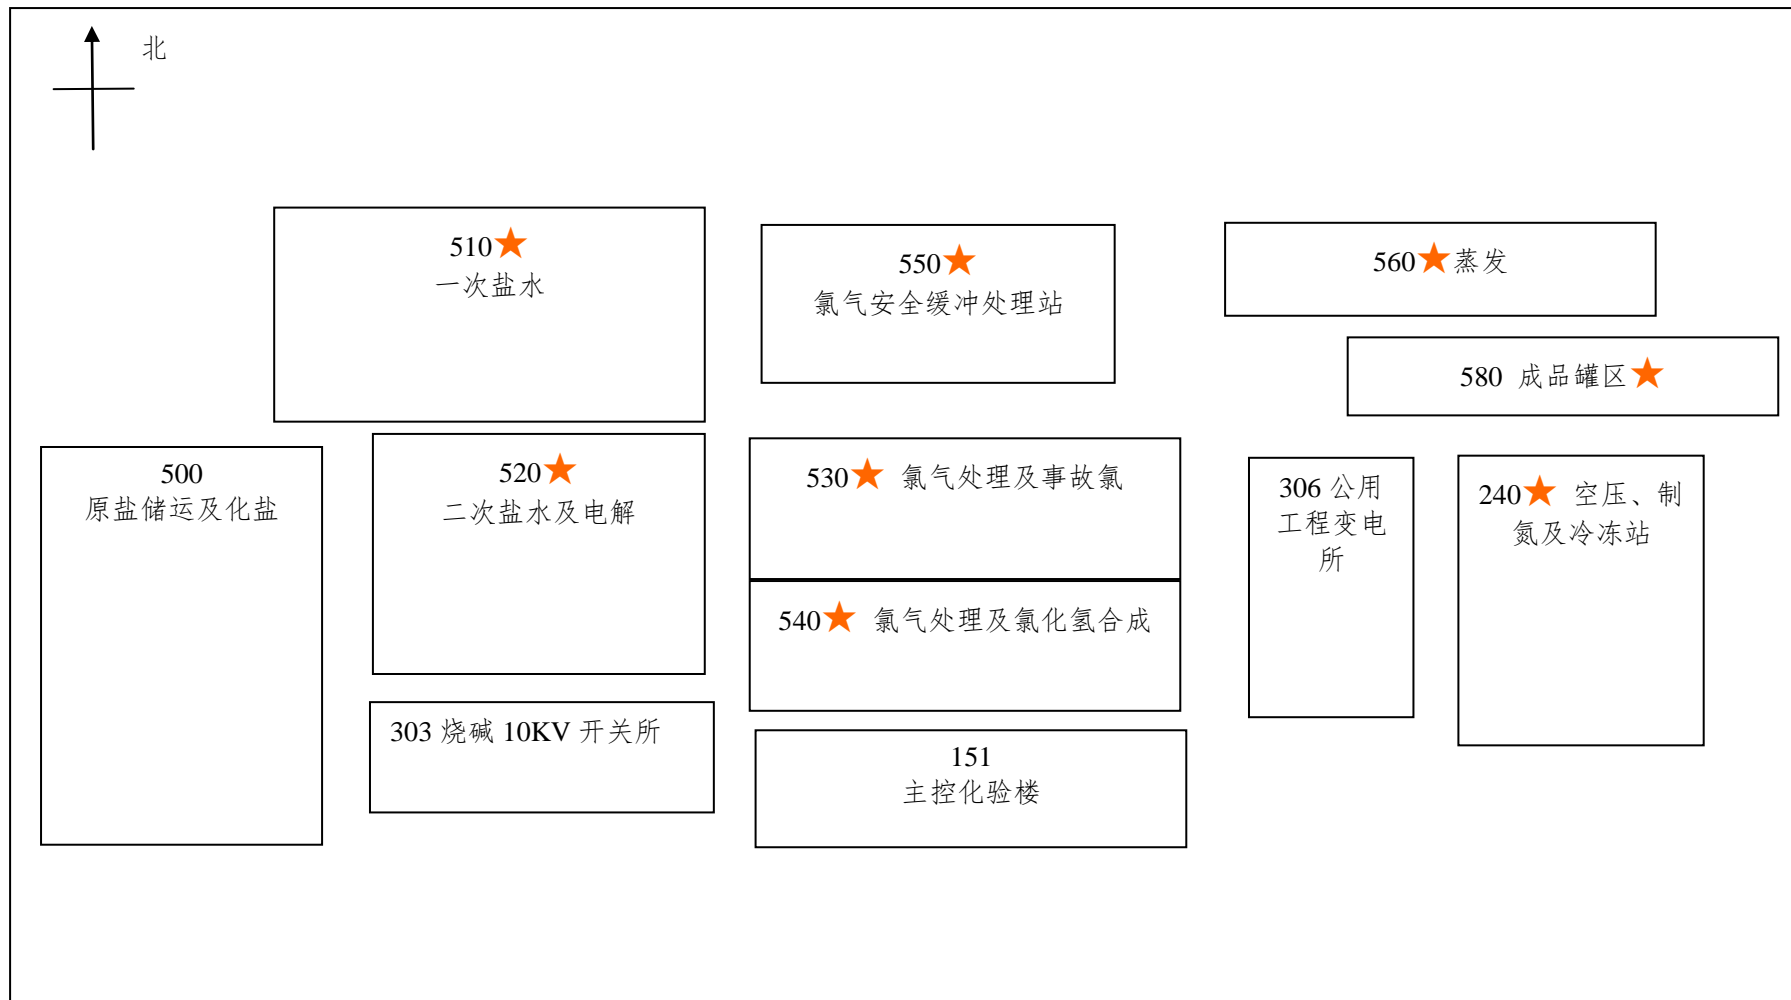 北
510★
一次盐水
550★
氯气安全缓冲处理站
560★蒸发
580 成品罐区★
500
原盐储运及化盐
520★
二次盐水及电解
530★ 氯气处理及事故氯
306 公用
工程变电
所
240★ 空压、制
氮及冷冻站
540★ 氯气处理及氯化氢合成
303 烧碱 10KV 开关所
151
主控化验楼